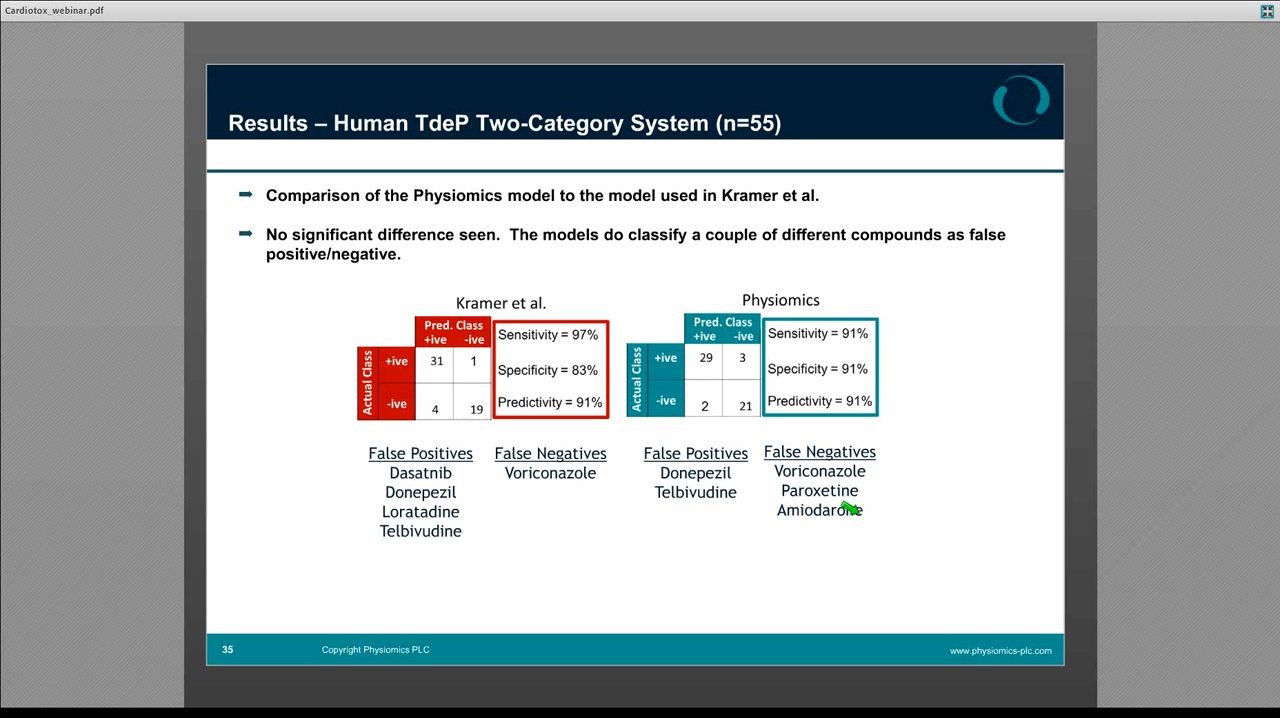 Cardiotox_webinar.pdf
Results – Human TdeP Two-Category System (n=55)
Comparison of the Physiomics model to the model used in Kramer et al.
No significant difference seen. The models do classify a couple of different compounds as false
positive/negative.
Kramer et al.
Pred. Class
+ive -ive
Actual Class
+ive 31 1
-ive 4 19
Sensitivity = 97%
Specificity = 83%
Predictivity = 91%
False Positives
Dasatnib
Donepezil
Loratadine
Telbivudine
False Negatives
Voriconazole
Physiomics
Pred. Class
+ive -ive
Actual Class
+ive 29 3
-ive 2 21
Sensitivity = 91%
Specificity = 91%
Predictivity = 91%
False Positives
Donepezil
Telbivudine
False Negatives
Voriconazole
Paroxetine
Amiodarone
35
Copyright Physiomics PLC
www.physiomics-plc.com